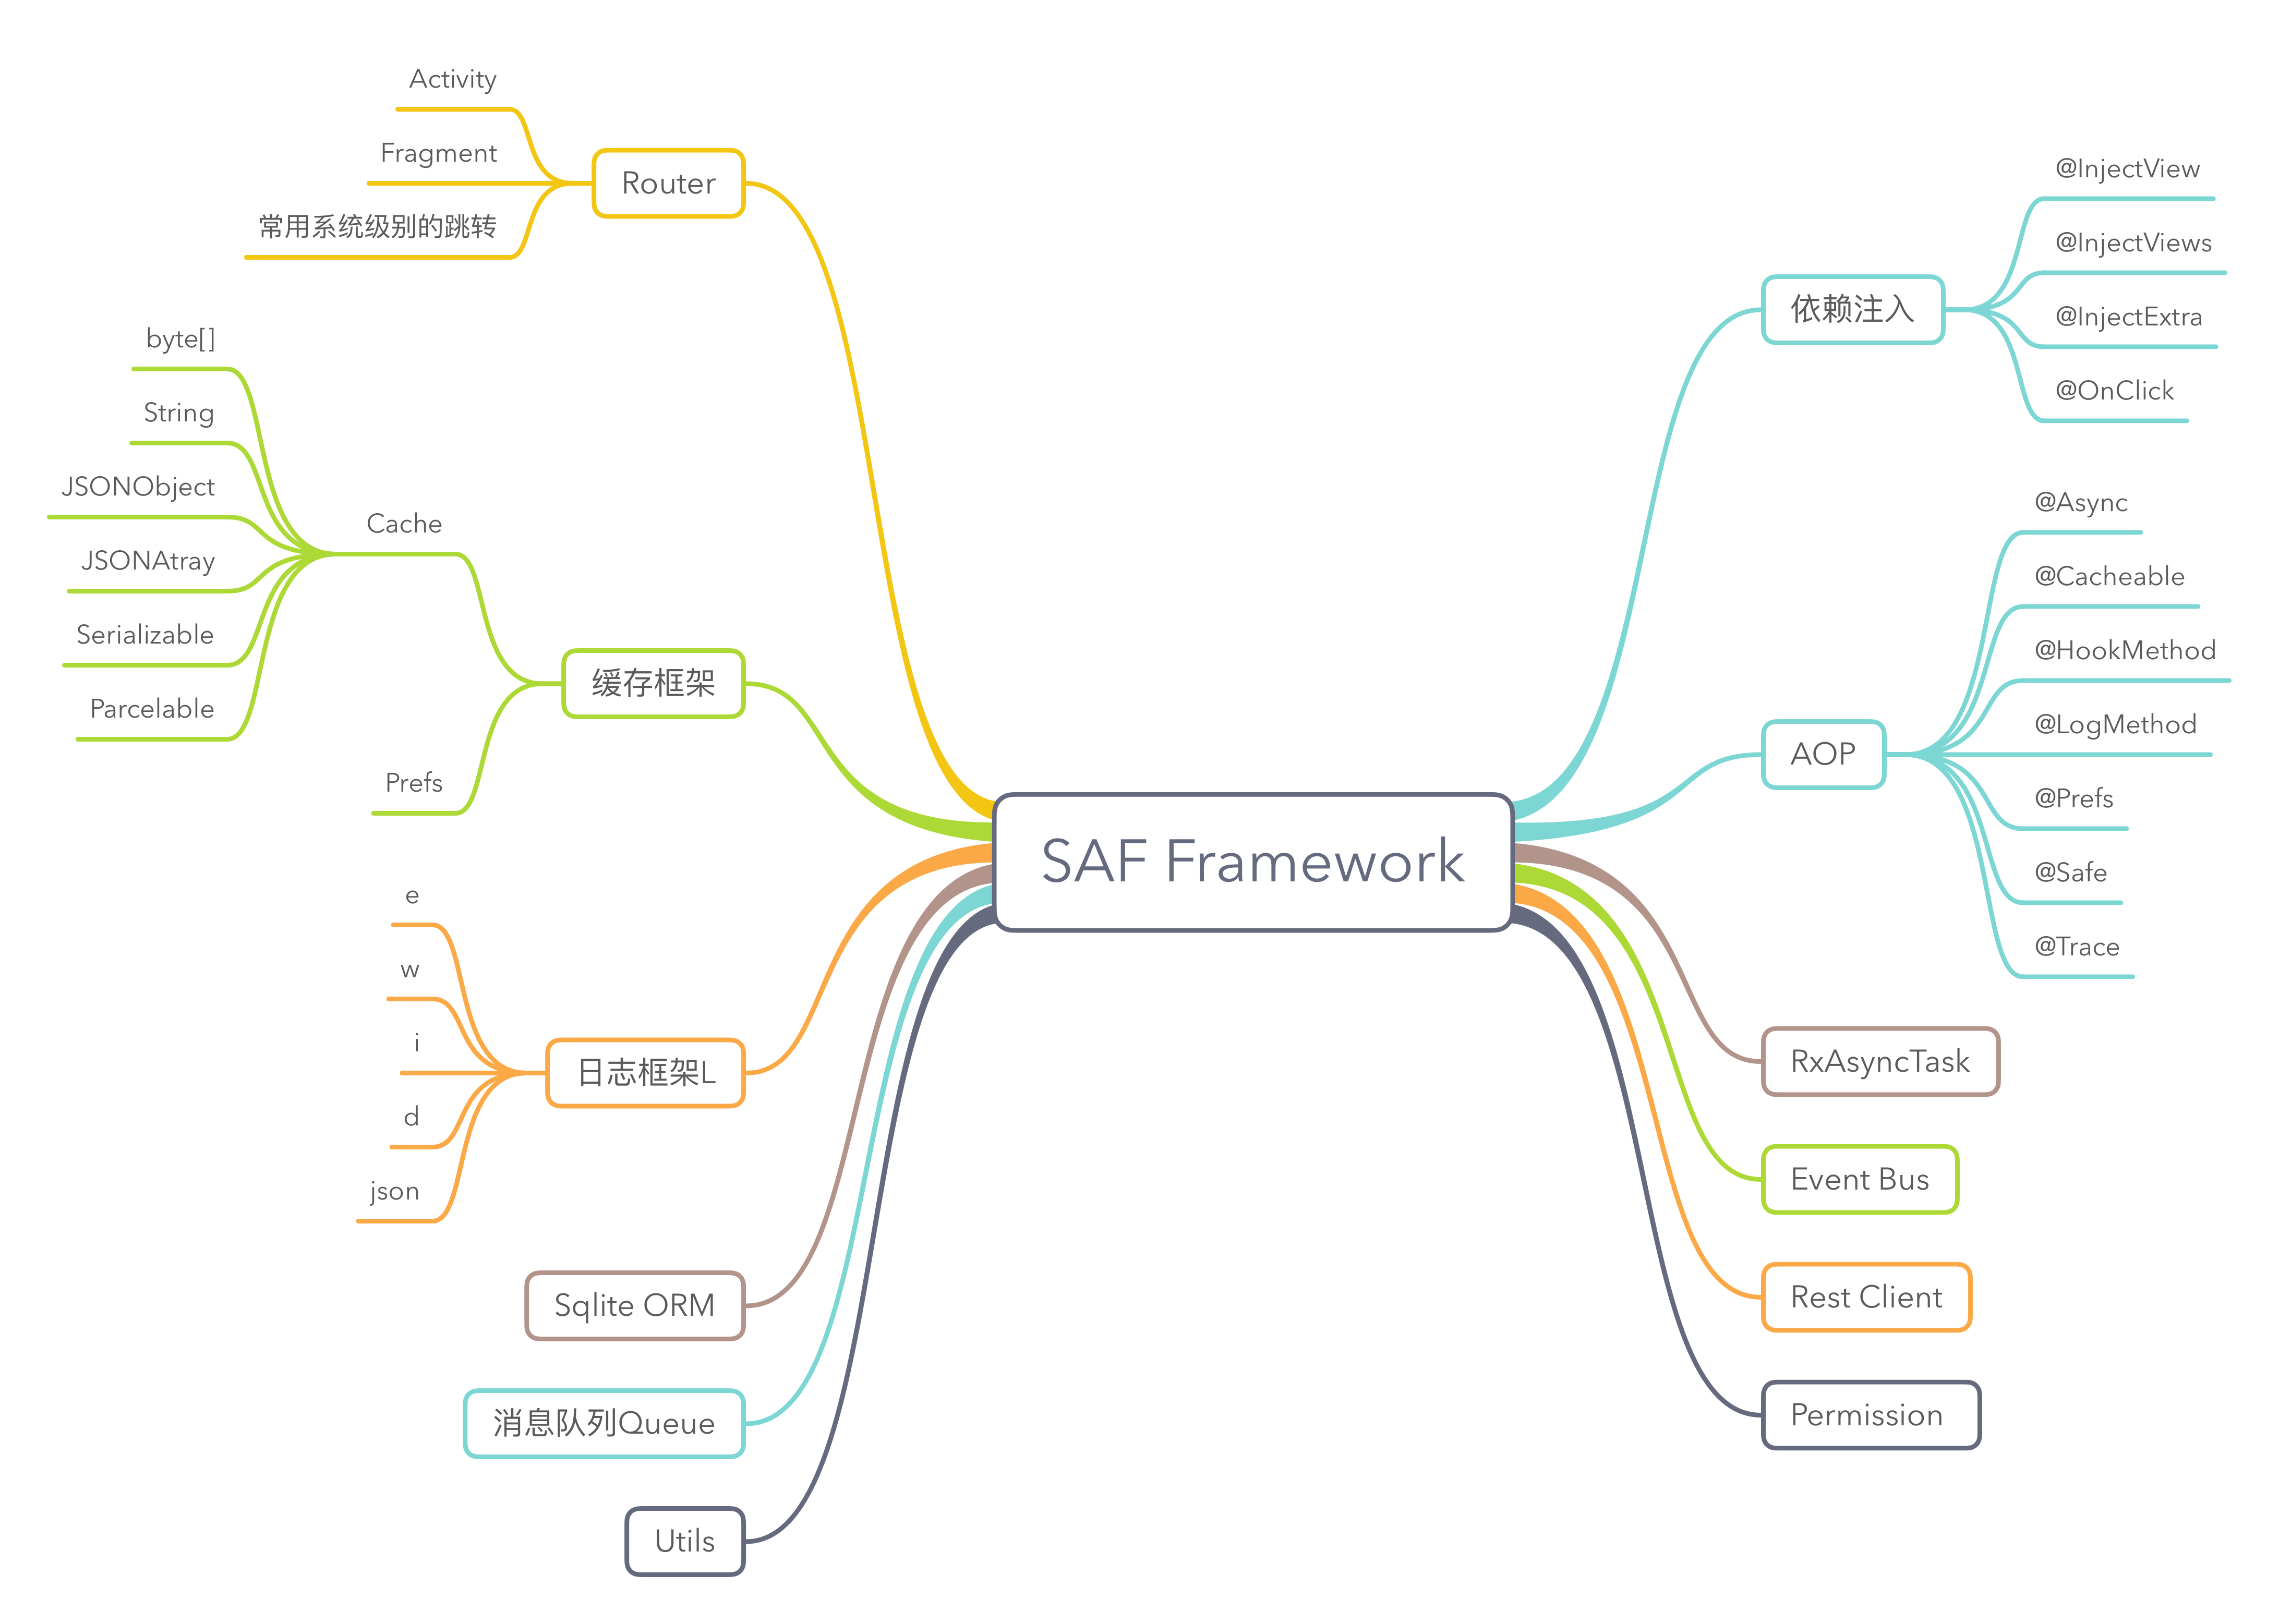 SAF Framework
Router
Activity
Fragment
常用系统级别的跳转
缓存框架
Cache
byte[]
String
JSONObject
JSONAtray
Serializable
Parcelable
Prefs
日志框架L
e
w
i
d
json
Sqlite ORM
消息队列Queue
Utils
依赖注入
@InjectView
@InjectViews
@InjectExtra
@OnClick
AOP
@Async
@Cacheable
@HookMethod
@LogMethod
@Prefs
@Safe
@Trace
RxAsyncTask
Event Bus
Rest Client
Permission